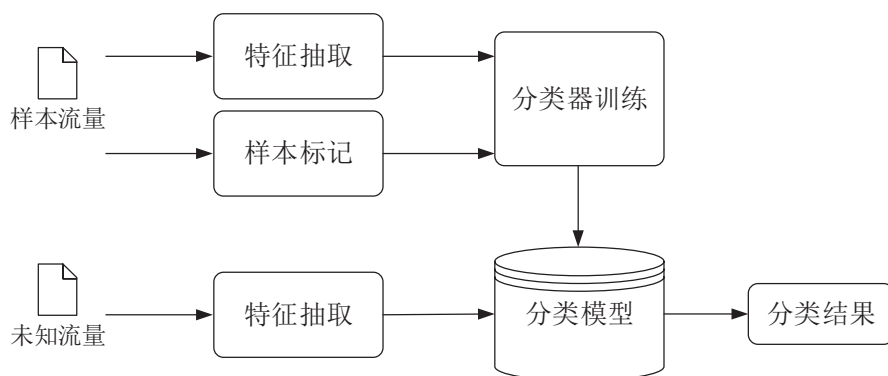 特征抽取
样本流量
分类器训练
样本标记
未知流量
特征抽取
分类模型
分类结果